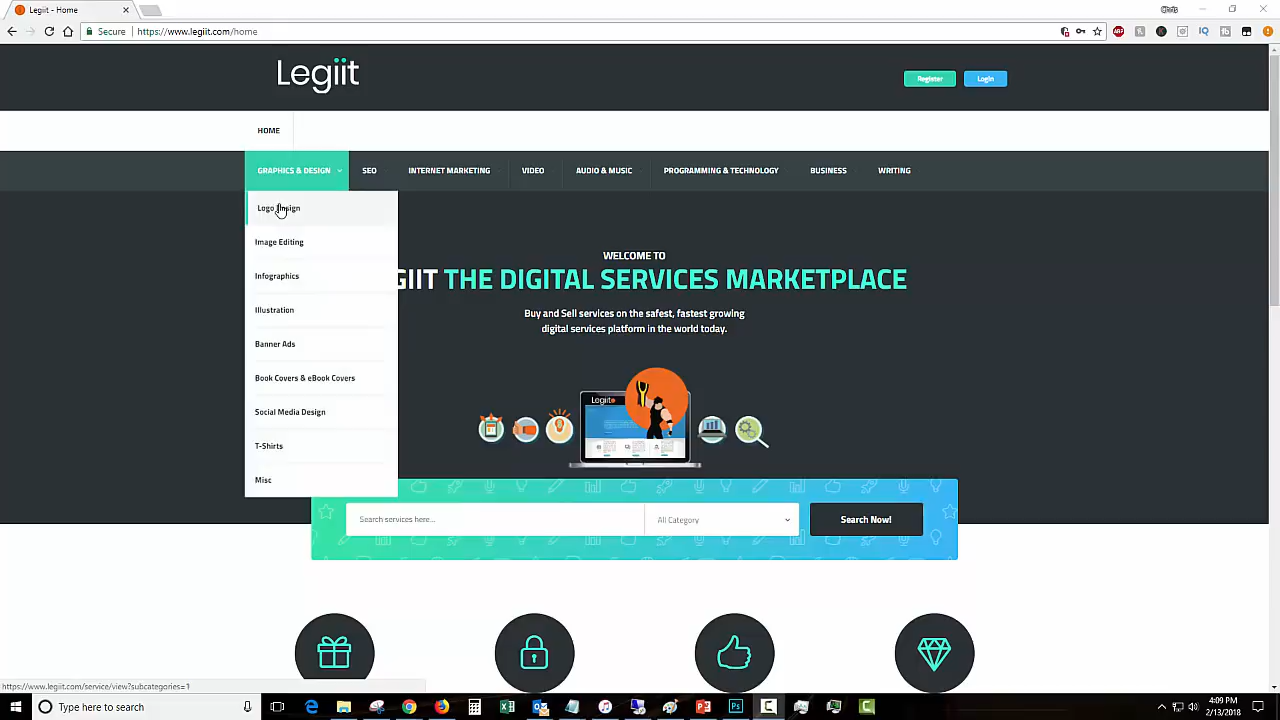 Legiit - Home
Chris
Secure
https://www.legiit.com/home
Legiit
Register
Login
HOME
GRAPHICS & DESIGN
SEO
INTERNET MARKETING
VIDEO
AUDIO & MUSIC
PROGRAMMING & TECHNOLOGY
BUSINESS
WRITING
Logo Design
Image Editing
Infographics
Illustration
Banner Ads
Book Covers & eBook Covers
Social Media Design
T-Shirts
Misc
WELCOME TO
GIIT THE DIGITAL SERVICES MARKETPLACE
Buy and Sell services on the safest, fastest growing
digital services platform in the world today.
Legiit
Search services here...
All Category
Search Now!
https://www.legiit.com/service/view?subcategories=1
Type here to search
4:09 PM
2/13/2018